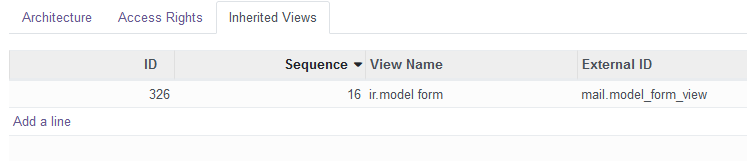 Architecture Access Rights Inherited Views
ID Sequence View Name External ID
326 16 ir.model form mail.model_form_view
Add a line